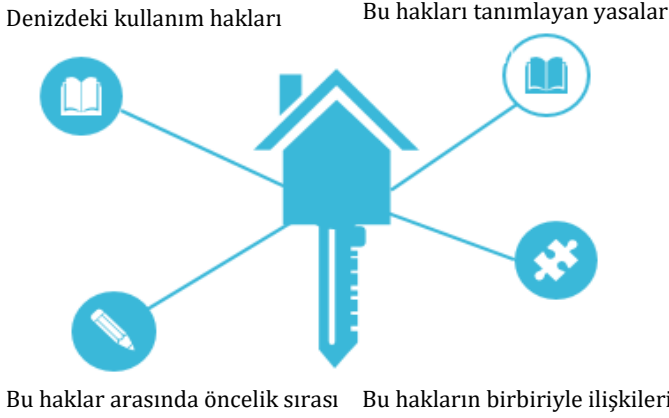 Denizdeki kullanım hakları
Bu hakları tanımlayan yasalar
Bu haklar arasında öncelik sırası
Bu hakların birbiriyle ilişkileri